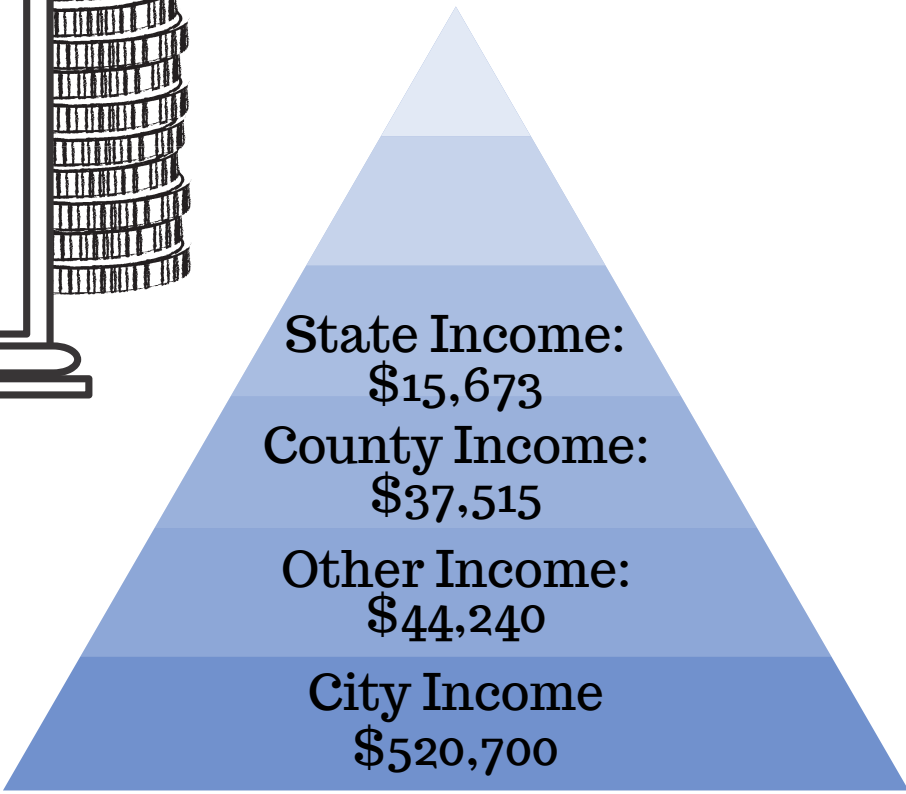 State Income:
$15,673
County Income:
$37,515
Other Income:
$44,240
City Income
$520,700